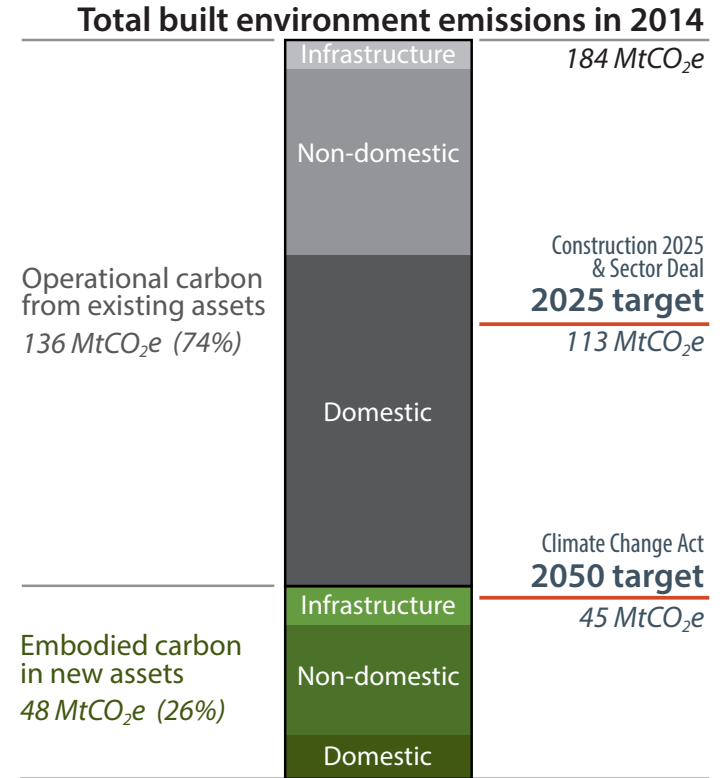 Total built environment emissions in 2014
Infrastructure
184 MtCO₂e
Non-domestic
Construction 2025
& Sector Deal
2025 target
113 MtCO₂e
Operational carbon
from existing assets
136 MtCO₂e (74%)
Domestic
Climate Change Act
2050 target
45 MtCO₂e
Infrastructure
Embodied carbon
in new assets
48 MtCO₂e (26%)
Non-domestic
Domestic